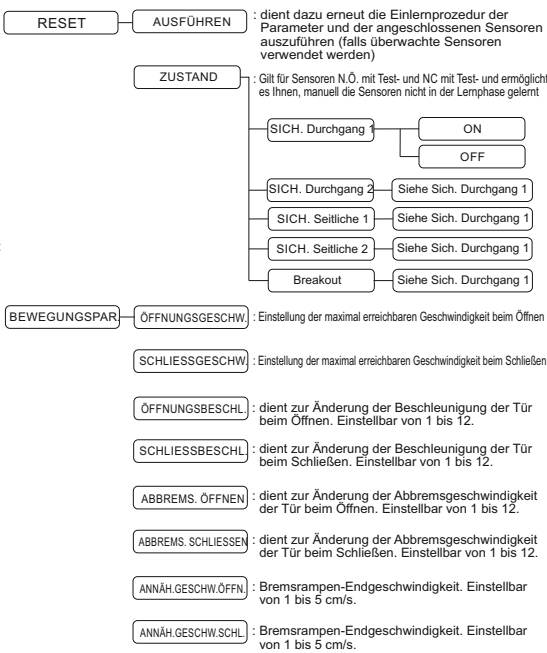 RESET
AUSFÜHREN
: dient dazu erneut die Einlernprozedur der
Parameter und der angeschlossenen Sensoren
auszuführen (falls überwachte Sensoren
verwendet werden)
ZUSTAND
: Gilt für Sensoren N.Ö. mit Test- und NC mit Test- und ermöglicht
es Ihnen, manuell die Sensoren nicht in der Lernphase gelernt
SICH. Durchgang 1
ON
OFF
SICH. Durchgang 2
Siehe Sich. Durchgang 1
SICH. Seitliche 1
Siehe Sich. Durchgang 1
SICH. Seitliche 2
Siehe Sich. Durchgang 1
Breakout
Siehe Sich. Durchgang 1
BEWEGUNGSPAR.
ÖFFNUNGSGESCHW.
: Einstellung der maximal erreichbaren Geschwindigkeit beim Öffnen
SCHLIESSGESCHW.
: Einstellung der maximal erreichbaren Geschwindigkeit beim Schließen
ÖFFNUNGSBESCHL.
: dient zur Änderung der Beschleunigung der Tür
beim Öffnen. Einstellbar von 1 bis 12.
SCHLIESSBESCHL.
: dient zur Änderung der Beschleunigung der Tür
beim Schließen. Einstellbar von 1 bis 12.
ABBREMS. ÖFFNEN
: dient zur Änderung der Abbremsgeschwindigkeit
der Tür beim Öffnen. Einstellbar von 1 bis 12.
ABBREMS. SCHLIESSEN
: dient zur Änderung der Abbremsgeschwindigkeit
der Tür beim Schließen. Einstellbar von 1 bis 12.
ANNÄH.GESCHW.ÖFFN.
: Bremsrampen-Endgeschwindigkeit. Einstellbar
von 1 bis 5 cm/s.
ANNÄH.GESCHW.SCHL.
: Bremsrampen-Endgeschwindigkeit. Einstellbar
von 1 bis 5 cm/s.